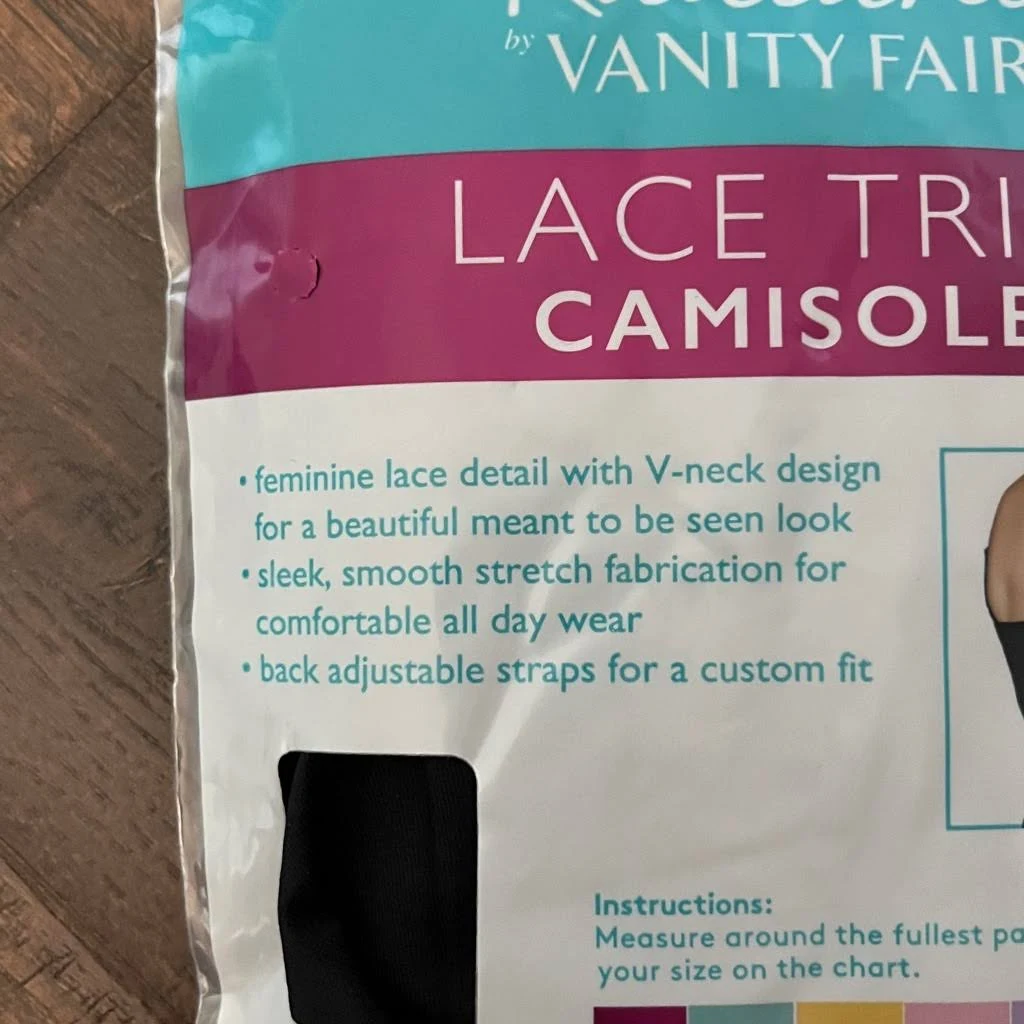 by VANITY FAIR
LACE TRI
CAMISOLE
• feminine lace detail with V-neck design
for a beautiful meant to be seen look
• sleek, smooth stretch fabrication for
comfortable all day wear
• back adjustable straps for a custom fit
Instructions:
Measure around the fullest pa
your size on the chart.